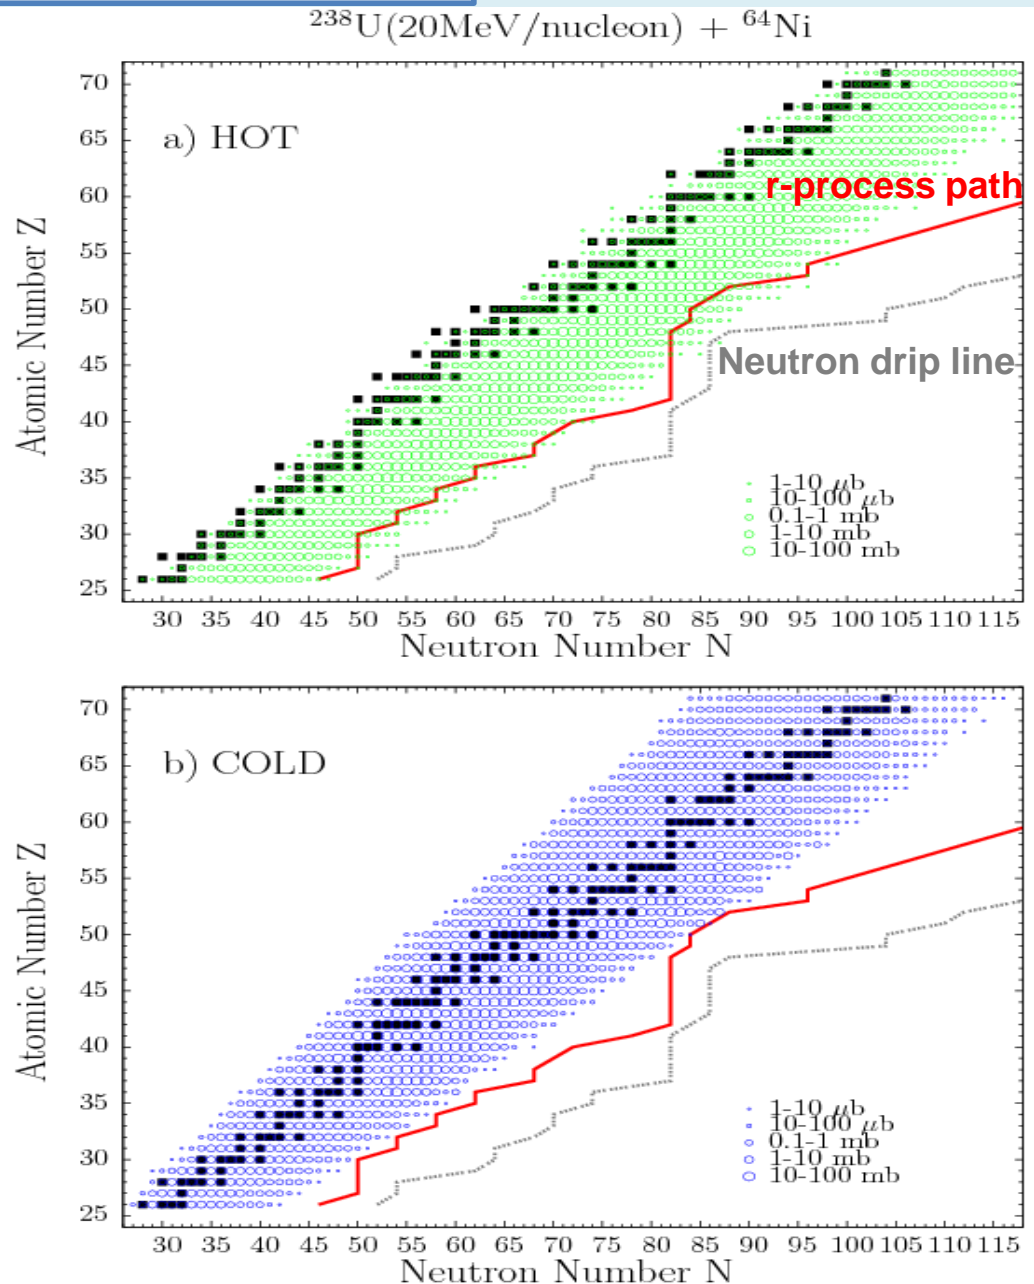 ²³⁸U(20MeV/nucleon) + ⁶⁴Ni
a) HOT
r-process path
Neutron drip line
Atomic Number Z
70
65
60
55
50
45
40
35
30
25
1-10 μb
10-100 μb
0.1-1 mb
1-10 mb
10-100 mb
30 35 40 45 50 55 60 65 70 75 80 85 90 95 100 105 110 115
Neutron Number N
b) COLD
Atomic Number Z
70
65
60
55
50
45
40
35
30
25
1-10 μb
10-100 μb
0.1-1 mb
1-10 mb
10-100 mb
30 35 40 45 50 55 60 65 70 75 80 85 90 95 100 105 110 115
Neutron Number N